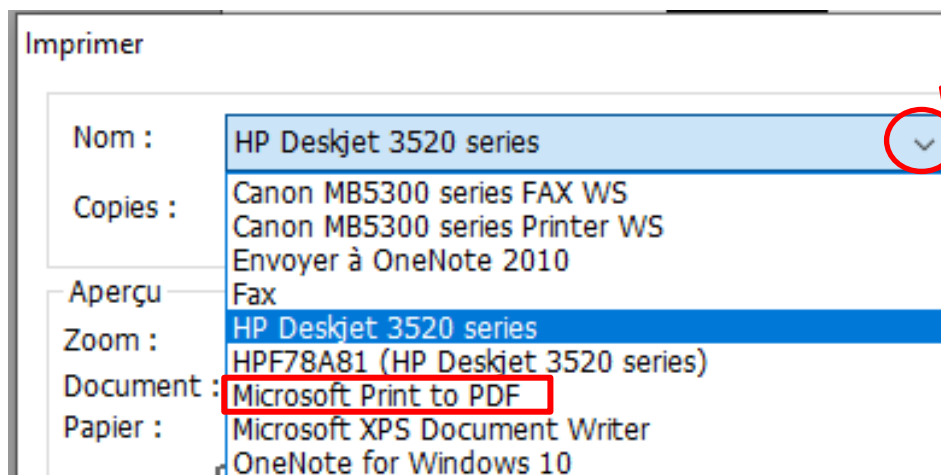 Imprimer
Nom :
HP Deskjet 3520 series
Copies :
Canon MB5300 series FAX WS
Canon MB5300 series Printer WS
Envoyer à OneNote 2010
Fax
HP Deskjet 3520 series
HPF78A81 (HP Deskjet 3520 series)
Microsoft Print to PDF
Microsoft XPS Document Writer
OneNote for Windows 10
Aperçu
Zoom :
Document :
Papier :